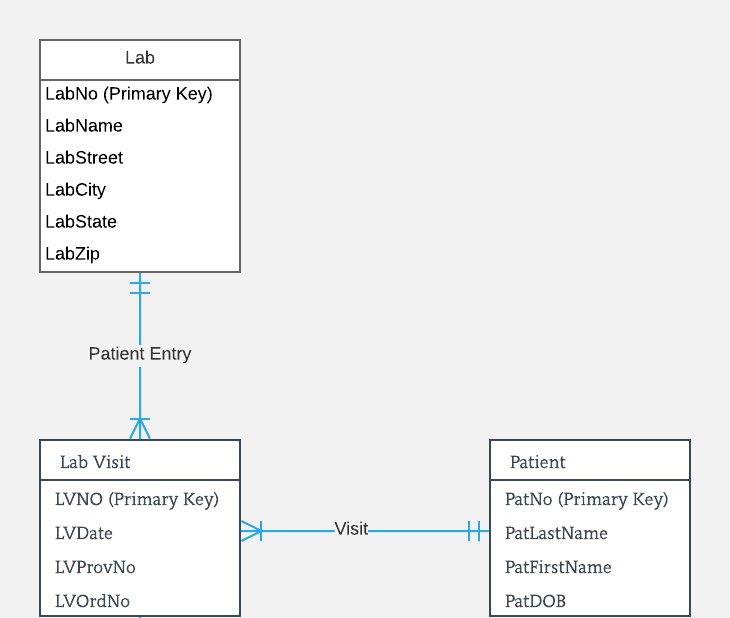 Lab
LabNo (Primary Key)
LabName
LabStreet
LabCity
LabState
LabZip
Patient Entry
Lab Visit
LVNO (Primary Key)
LVDate
LVProvNo
LVOrdNo
Visit
Patient
PatNo (Primary Key)
PatLastName
PatFirstName
PatDOB